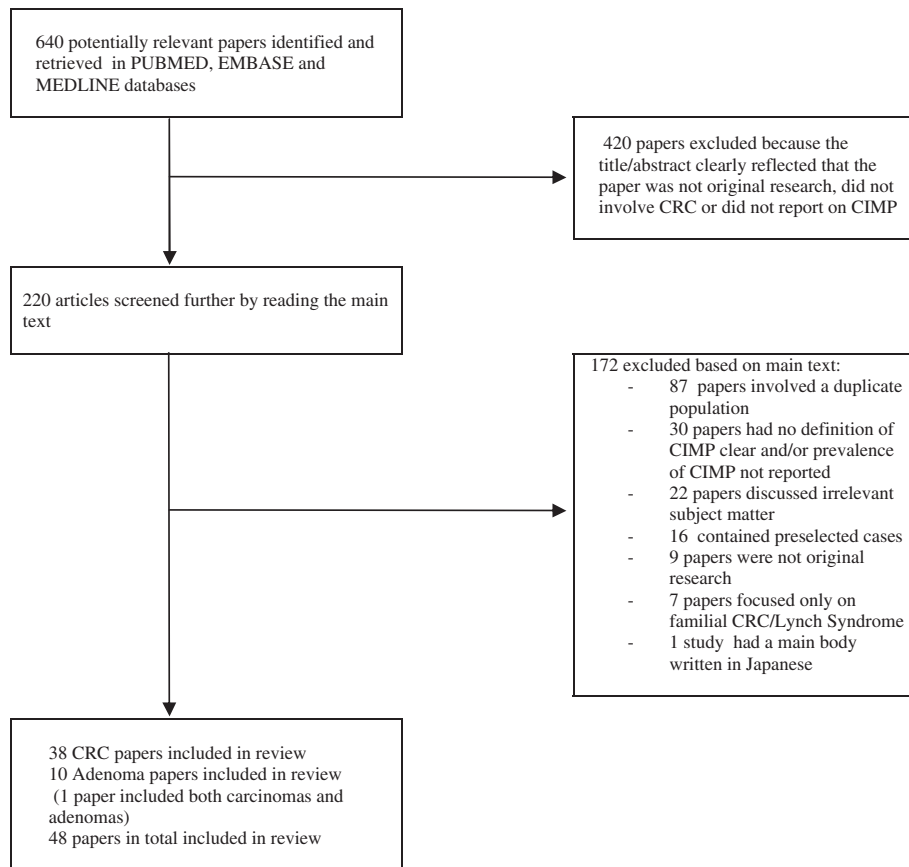 640 potentially relevant papers identified and
retrieved in PUBMED, EMBASE and
MEDLINE databases
420 papers excluded because the
title/abstract clearly reflected that the
paper was not original research, did not
involve CRC or did not report on CIMP
220 articles screened further by reading the main
text
172 excluded based on main text:
- 87 papers involved a duplicate
population
- 30 papers had no definition of
CIMP clear and/or prevalence
of CIMP not reported
- 22 papers discussed irrelevant
subject matter
- 16 contained preselected cases
- 9 papers were not original
research
- 7 papers focused only on
familial CRC/Lynch Syndrome
- 1 study had a main body
written in Japanese
38 CRC papers included in review
10 Adenoma papers included in review
(1 paper included both carcinomas and
adenomas)
48 papers in total included in review